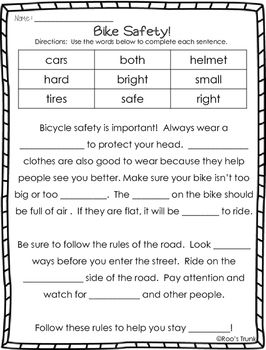 Name:
Bike Safety!
Directions: Use the words below to complete each sentence.
cars both helmet
hard bright small
tires safe right
Bicycle safety is important! Always wear a
__________ to protect your head. __________
clothes are also good to wear because they help
people see you better. Make sure your bike isn't too
big or too ________. The ________ on the bike should
be full of air . If they are flat, it will be ________ to ride.
Be sure to follow the rules of the road. Look ________
ways before you enter the street. Ride on the
__________ side of the road. Pay attention and
watch for __________ and other people.
Follow these rules to help you stay ________!
©Roo's Trunk